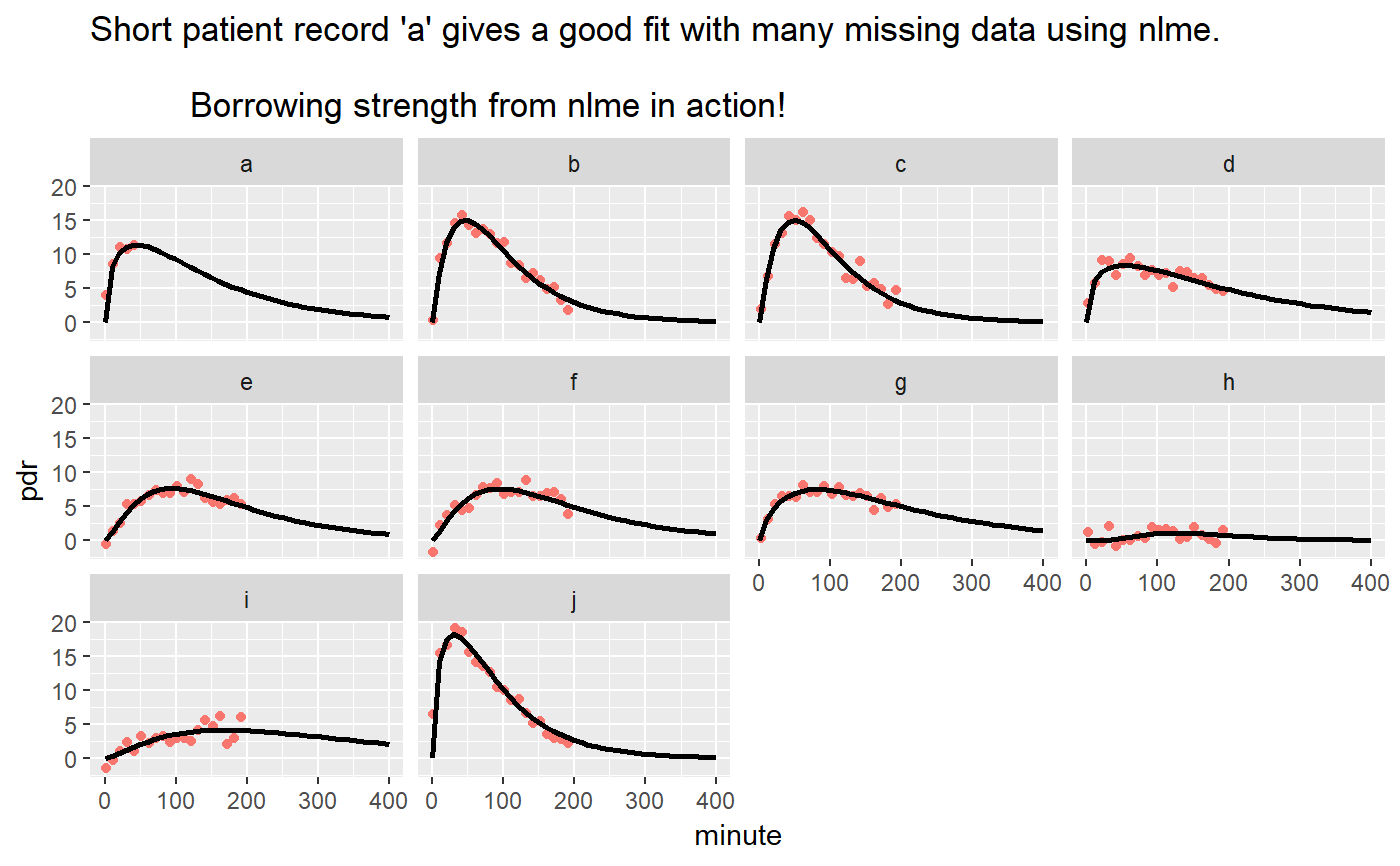 Short patient record 'a' gives a good fit with many missing data using nlme.
Borrowing strength from nlme in action!
a b c d
20
15
10
5
0
e f g h
20
15
10
5
0
0 100 200 300 400 0 100 200 300 400
i j
20
15
10
5
0
0 100 200 300 400 0 100 200 300 400
pdr
minute